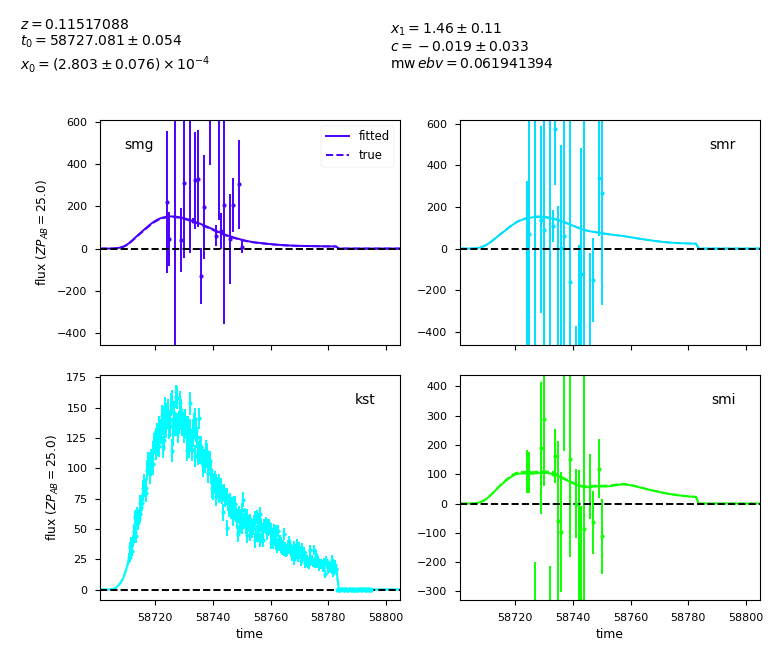 z = 0.11517088
t₀ = 58727.081 ± 0.054
x₀ = (2.803 ± 0.076) × 10⁻⁴
x₁ = 1.46 ± 0.11
c = −0.019 ± 0.033
mw ebv = 0.061941394
smg
fitted
true
600
400
200
0
−200
−400
flux (ZP_AB = 25.0)
smr
600
400
200
0
−200
−400
kst
175
150
125
100
75
50
25
0
flux (ZP_AB = 25.0)
58720 58740 58760 58780 58800
time
smi
400
300
200
100
0
−100
−200
−300
58720 58740 58760 58780 58800
time